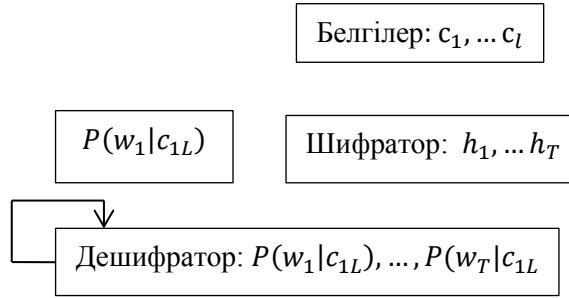 Белгілер: c₁, … c_l
P(w₁|c₁L)
Шифратор: h₁, … h_T
Дешифратор: P(w₁|c₁L), … , P(w_T|c₁L